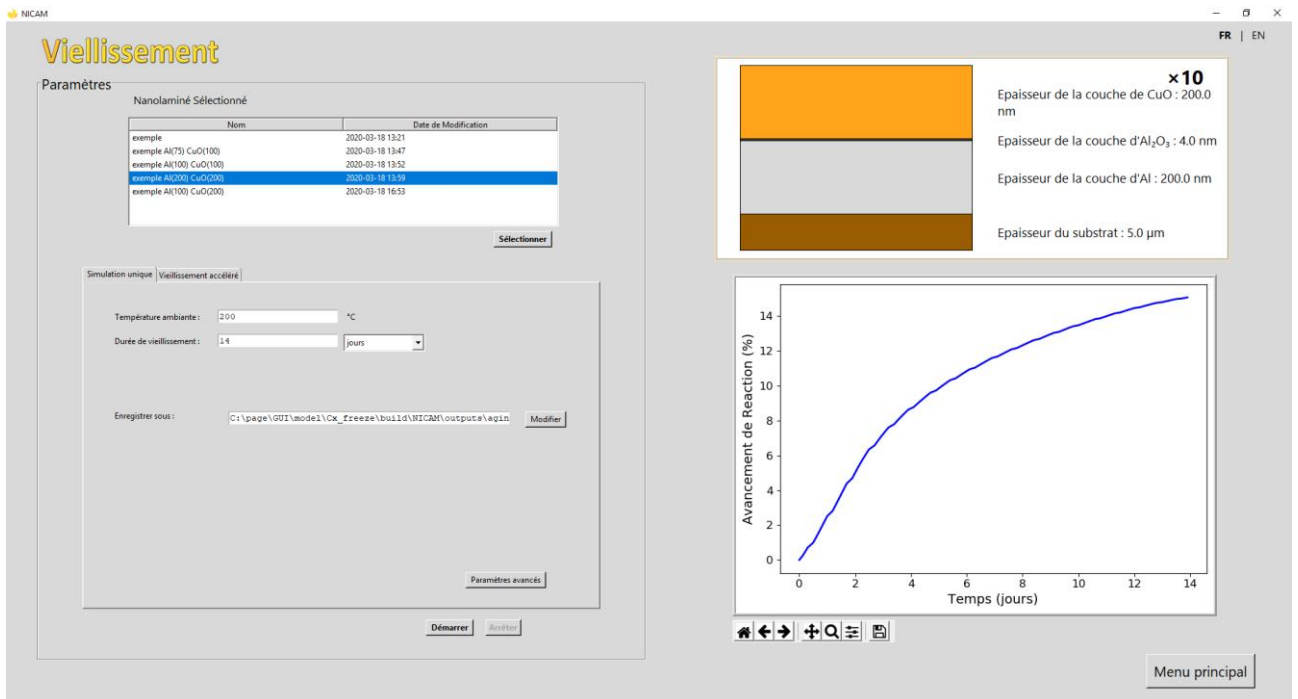 NICAM
FR | EN
Viellissement
Paramètres
Nanolaminé Sélectionné
Nom Date de Modification
exemple 2020-03-18 13:21
exemple Al(75) CuO(100) 2020-03-18 13:47
exemple Al(100) CuO(100) 2020-03-18 13:52
exemple Al(200) CuO(200) 2020-03-18 13:59
exemple Al(100) CuO(200) 2020-03-18 16:53
Sélectionner
Simulation unique Vieillissement accéléré
Température ambiante : 200 °C
Durée de vieillissement : 14 jours
Enregistrer sous : C:\page\GUI\model\Cx_freeze\build\NICAM\outputs\agin Modifier
Paramètres avancés
Démarrer Arrêter
×10
Epaisseur de la couche de CuO : 200.0
nm
Epaisseur de la couche d'Al₂O₃ : 4.0 nm
Epaisseur de la couche d'Al : 200.0 nm
Epaisseur du substrat : 5.0 μm
Avancement de Reaction (%)
14
12
10
8
6
4
2
0
0 2 4 6 8 10 12 14
Temps (jours)
Menu principal